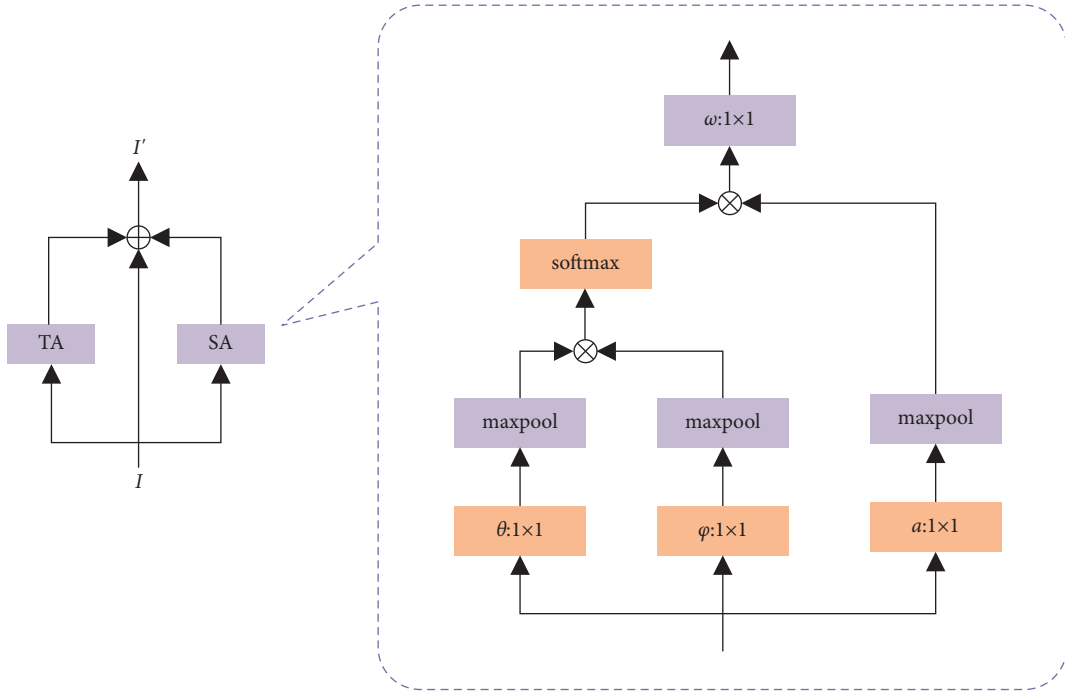 I′
TA
SA
I
ω:1×1
softmax
maxpool
maxpool
maxpool
θ:1×1
φ:1×1
a:1×1